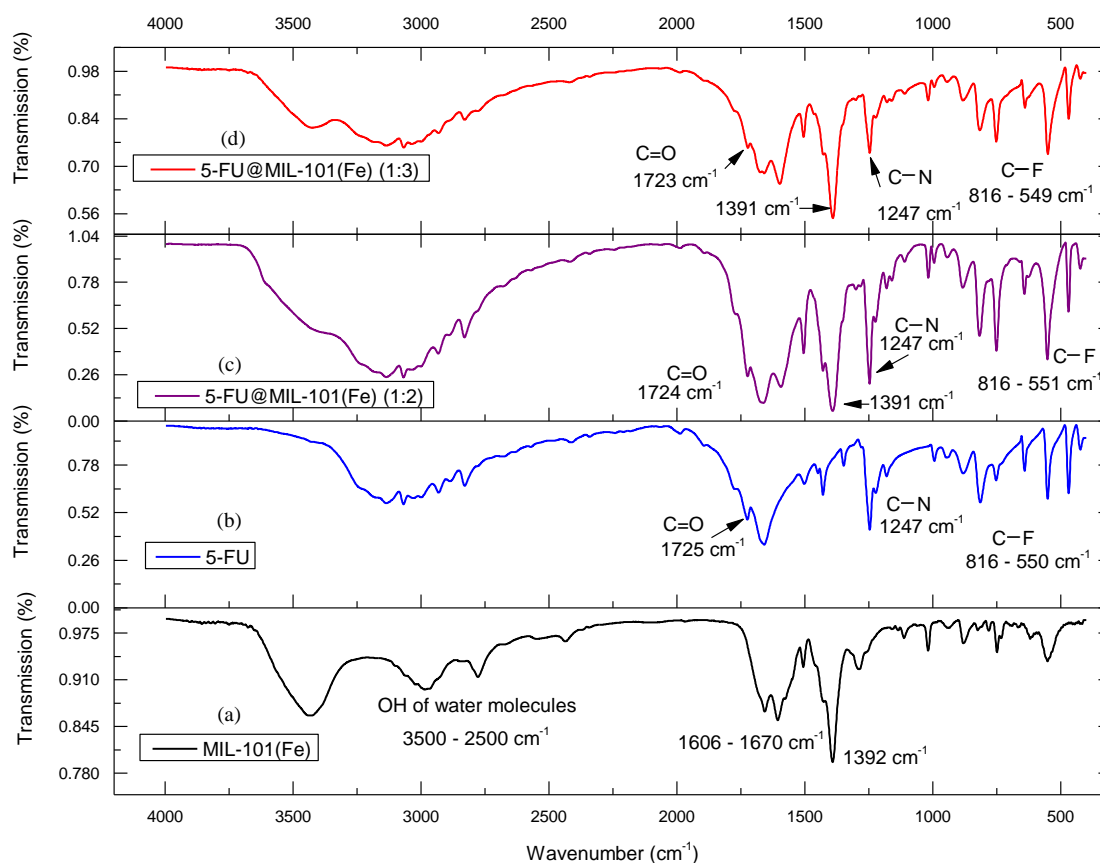 4000 3500 3000 2500 2000 1500 1000 500
Transmission (%)
0.98
0.84
0.70
0.56
(d)
5-FU@MIL-101(Fe) (1:3)
C=O
1723 cm-1
1391 cm-1
C–N
1247 cm-1
C–F
816 - 549 cm-1
Transmission (%)
1.04
0.78
0.52
0.26
0.00
(c)
5-FU@MIL-101(Fe) (1:2)
C=O
1724 cm-1
C–N
1247 cm-1
1391 cm-1
C–F
816 - 551 cm-1
Transmission (%)
0.78
0.52
0.26
0.00
(b)
5-FU
C=O
1725 cm-1
C–N
1247 cm-1
C–F
816 - 550 cm-1
Transmission (%)
0.975
0.910
0.845
0.780
(a)
MIL-101(Fe)
OH of water molecules
3500 - 2500 cm-1
1606 - 1670 cm-1
1392 cm-1
4000 3500 3000 2500 2000 1500 1000 500
Wavenumber (cm-1)